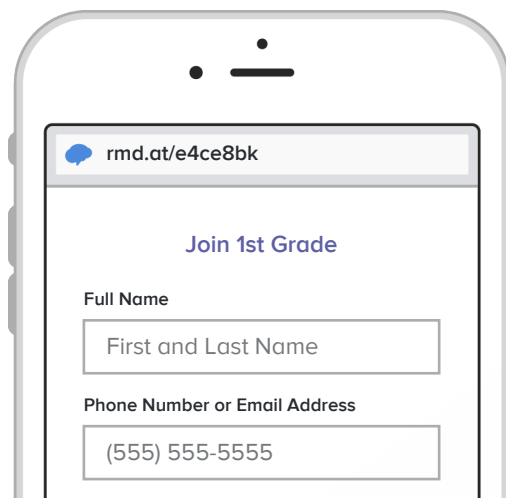 rmd.at/e4ce8bk
Join 1st Grade
Full Name
First and Last Name
Phone Number or Email Address
(555) 555-5555